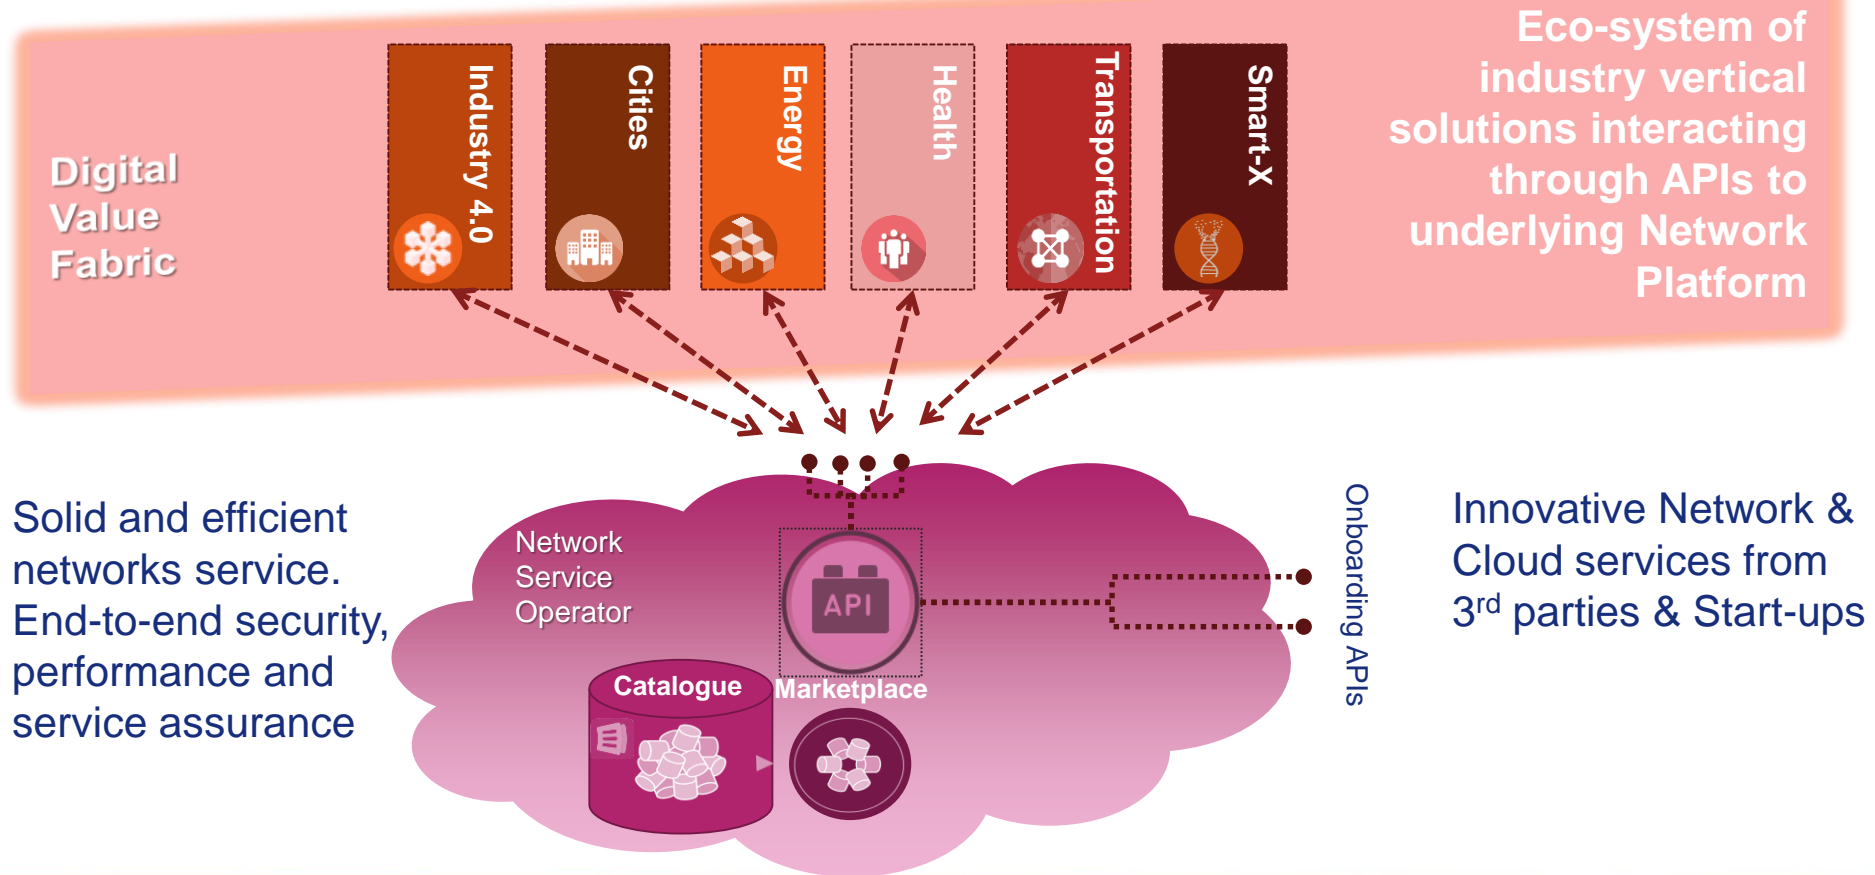 Digital
Value
Fabric
Industry 4.0
Cities
Energy
Health
Transportation
Smart-X
Eco-system of
industry vertical
solutions interacting
through APIs to
underlying Network
Platform
Solid and efficient
networks service.
End-to-end security,
performance and
service assurance
Network
Service
Operator
API
Catalogue
Marketplace
Onboarding APIs
Innovative Network &
Cloud services from
3rd parties & Start-ups